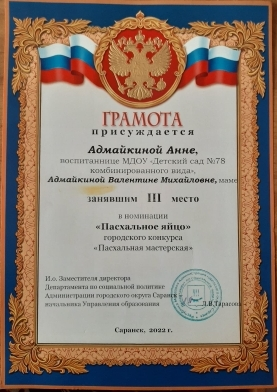 ГРАМОТА
присуждается
Адмайкиной Анне,
воспитаннице МДОУ «Детский сад №78
комбинированного вида»,
Адмайкиной Валентине Михайловне, маме
занявшим III место
в номинации
«Пасхальное яйцо»
городского конкурса
«Пасхальная мастерская»
И.о. Заместителя директора
Департамента по социальной политике
Администрации городского округа Саранск –
начальника Управления образования Л.В.Тарасова
Саранск, 2022 г.